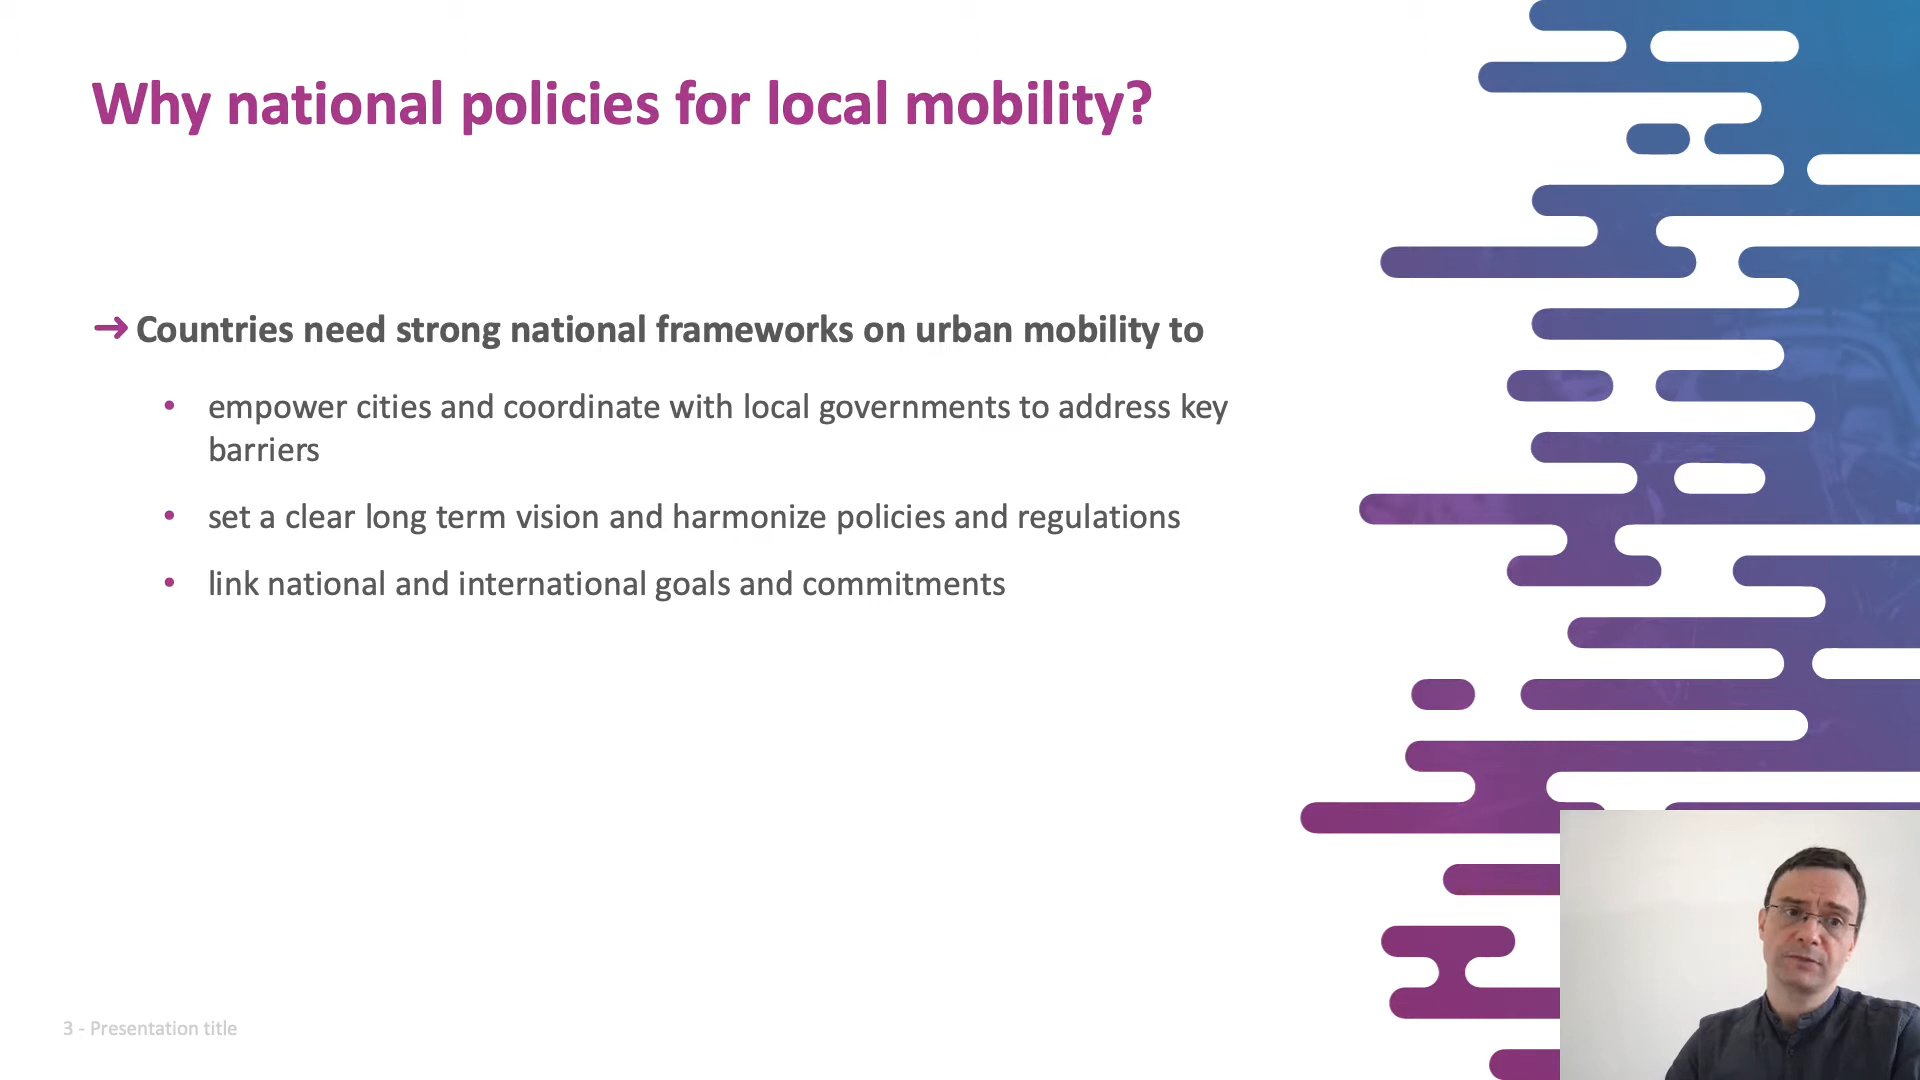 Why national policies for local mobility?
➔ Countries need strong national frameworks on urban mobility to
• empower cities and coordinate with local governments to address key
barriers
• set a clear long term vision and harmonize policies and regulations
• link national and international goals and commitments
3 - Presentation title